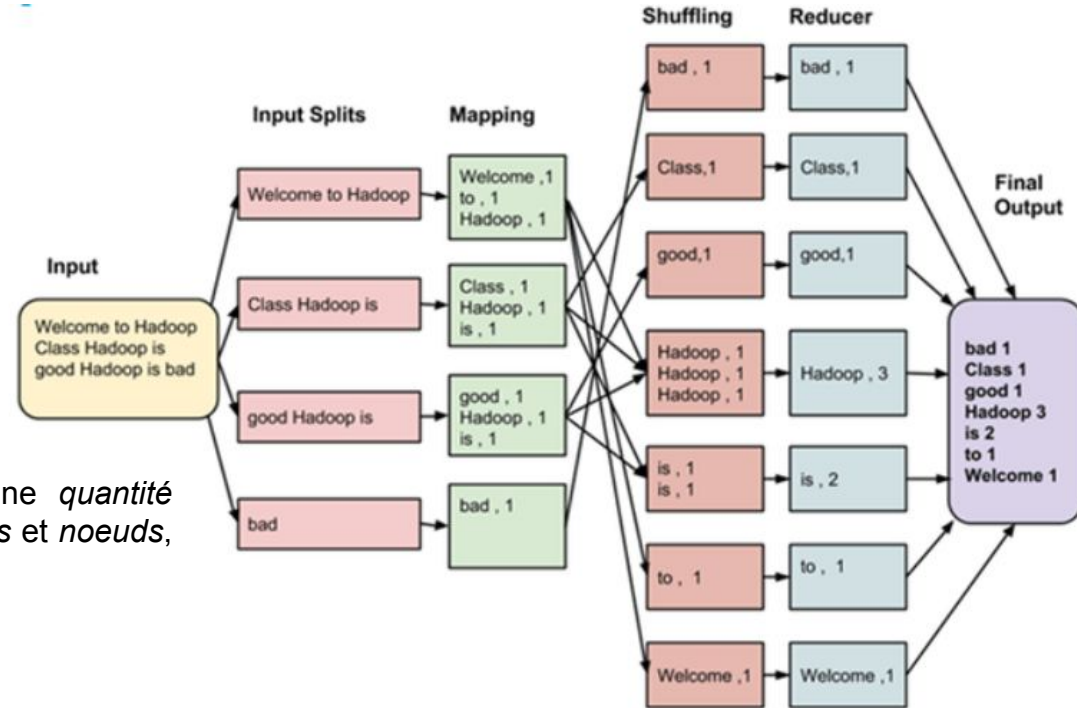 Shuffling
Reducer
Input Splits
Mapping
Final
Output
Input
Welcome to Hadoop
Class Hadoop is
good Hadoop is bad
Welcome to Hadoop
Class Hadoop is
good Hadoop is
bad
Welcome ,1
to , 1
Hadoop , 1
Class , 1
Hadoop , 1
is , 1
good , 1
Hadoop , 1
is , 1
bad , 1
bad , 1
Class,1
good,1
Hadoop , 1
Hadoop , 1
Hadoop , 1
is , 1
is , 1
to , 1
Welcome ,1
bad , 1
Class,1
good,1
Hadoop , 3
is , 2
to , 1
Welcome ,1
bad 1
Class 1
good 1
Hadoop 3
is 2
to 1
Welcome 1
ne quantité
s et noeuds,